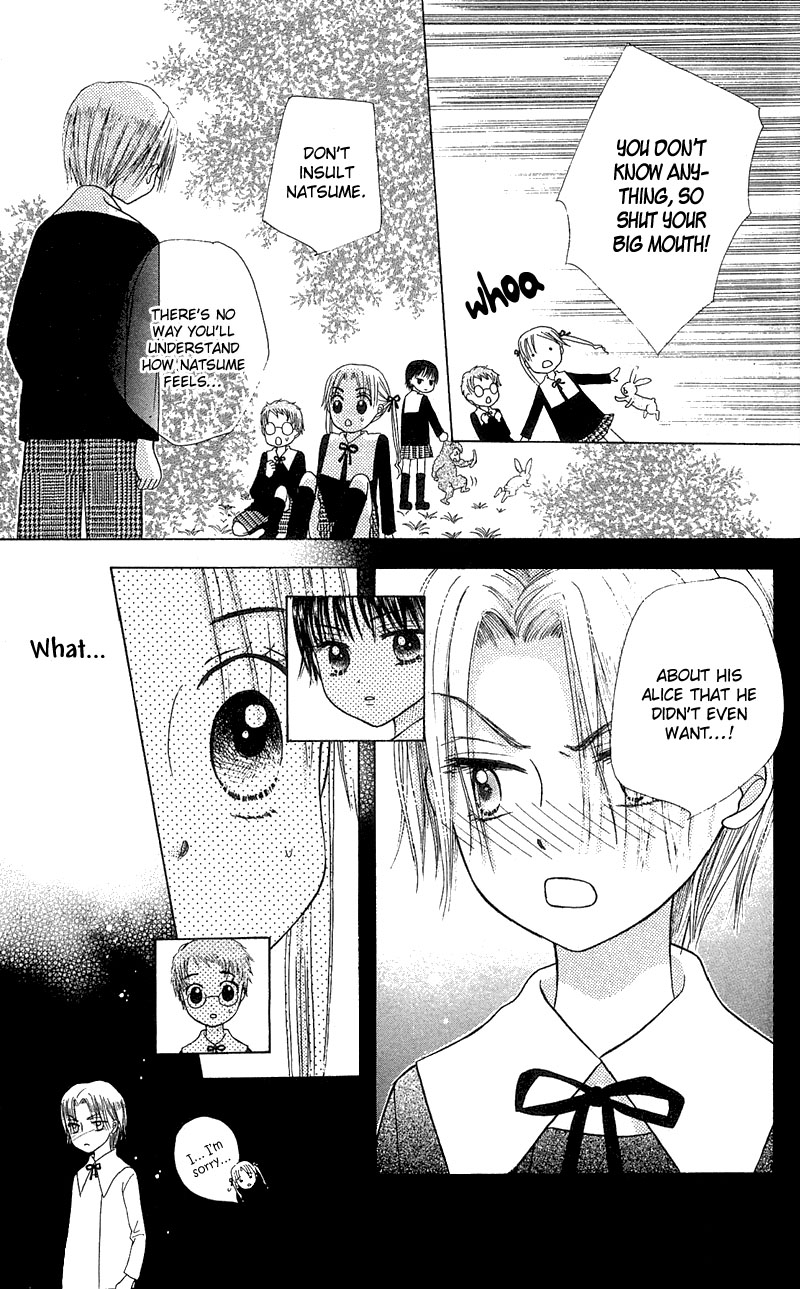 YOU DON'T
KNOW ANY-
THING, SO
SHUT YOUR
BIG MOUTH!
whoa
DON'T
INSULT
NATSUME.
THERE'S NO
WAY YOU'LL
UNDERSTAND
HOW NATSUME
FEELS...
ABOUT HIS
ALICE THAT HE
DIDN'T EVEN
WANT...!
What...
I... I'm
sorry...